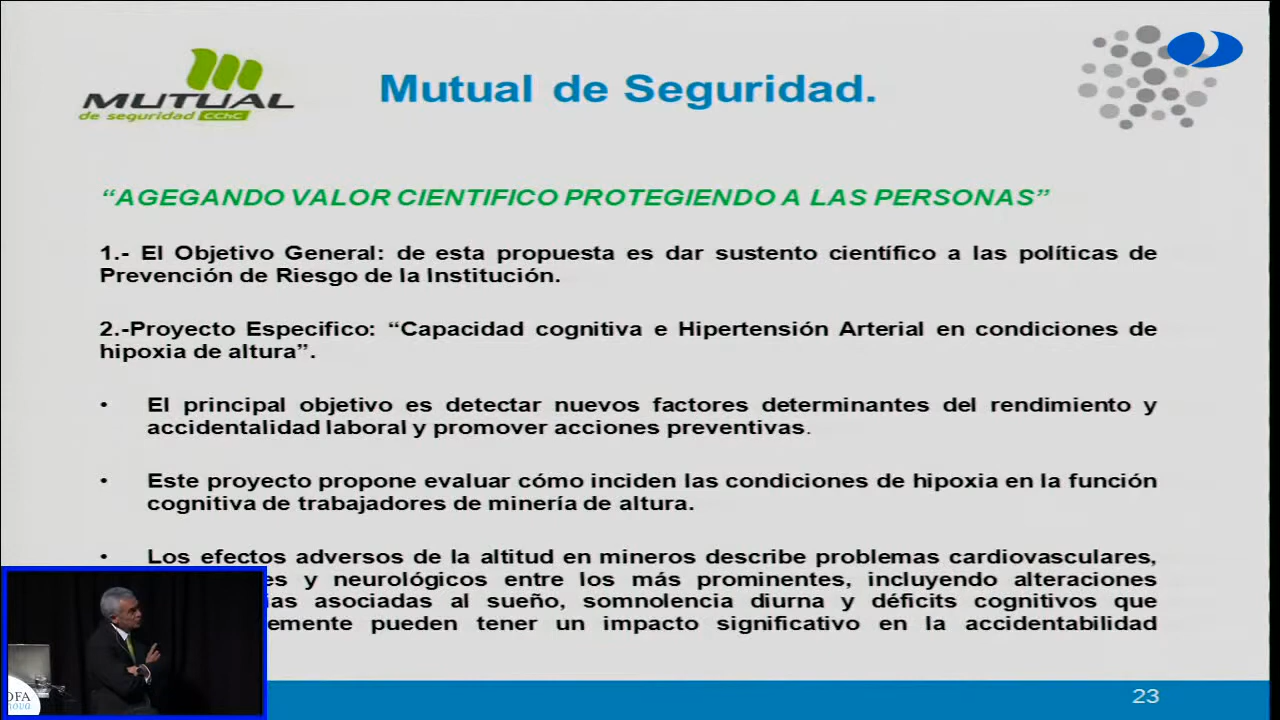 MUTUAL
de seguridad CChC
Mutual de Seguridad.
“AGEGANDO VALOR CIENTIFICO PROTEGIENDO A LAS PERSONAS”
1.- El Objetivo General: de esta propuesta es dar sustento científico a las políticas de
Prevención de Riesgo de la Institución.
2.-Proyecto Especifico: “Capacidad cognitiva e Hipertensión Arterial en condiciones de
hipoxia de altura”.
• El principal objetivo es detectar nuevos factores determinantes del rendimiento y
accidentalidad laboral y promover acciones preventivas.
• Este proyecto propone evaluar cómo inciden las condiciones de hipoxia en la función
cognitiva de trabajadores de minería de altura.
• Los efectos adversos de la altitud en mineros describe problemas cardiovasculares,
y neurológicos entre los más prominentes, incluyendo alteraciones
asociadas al sueño, somnolencia diurna y déficits cognitivos que
pueden tener un impacto significativo en la accidentabilidad
23